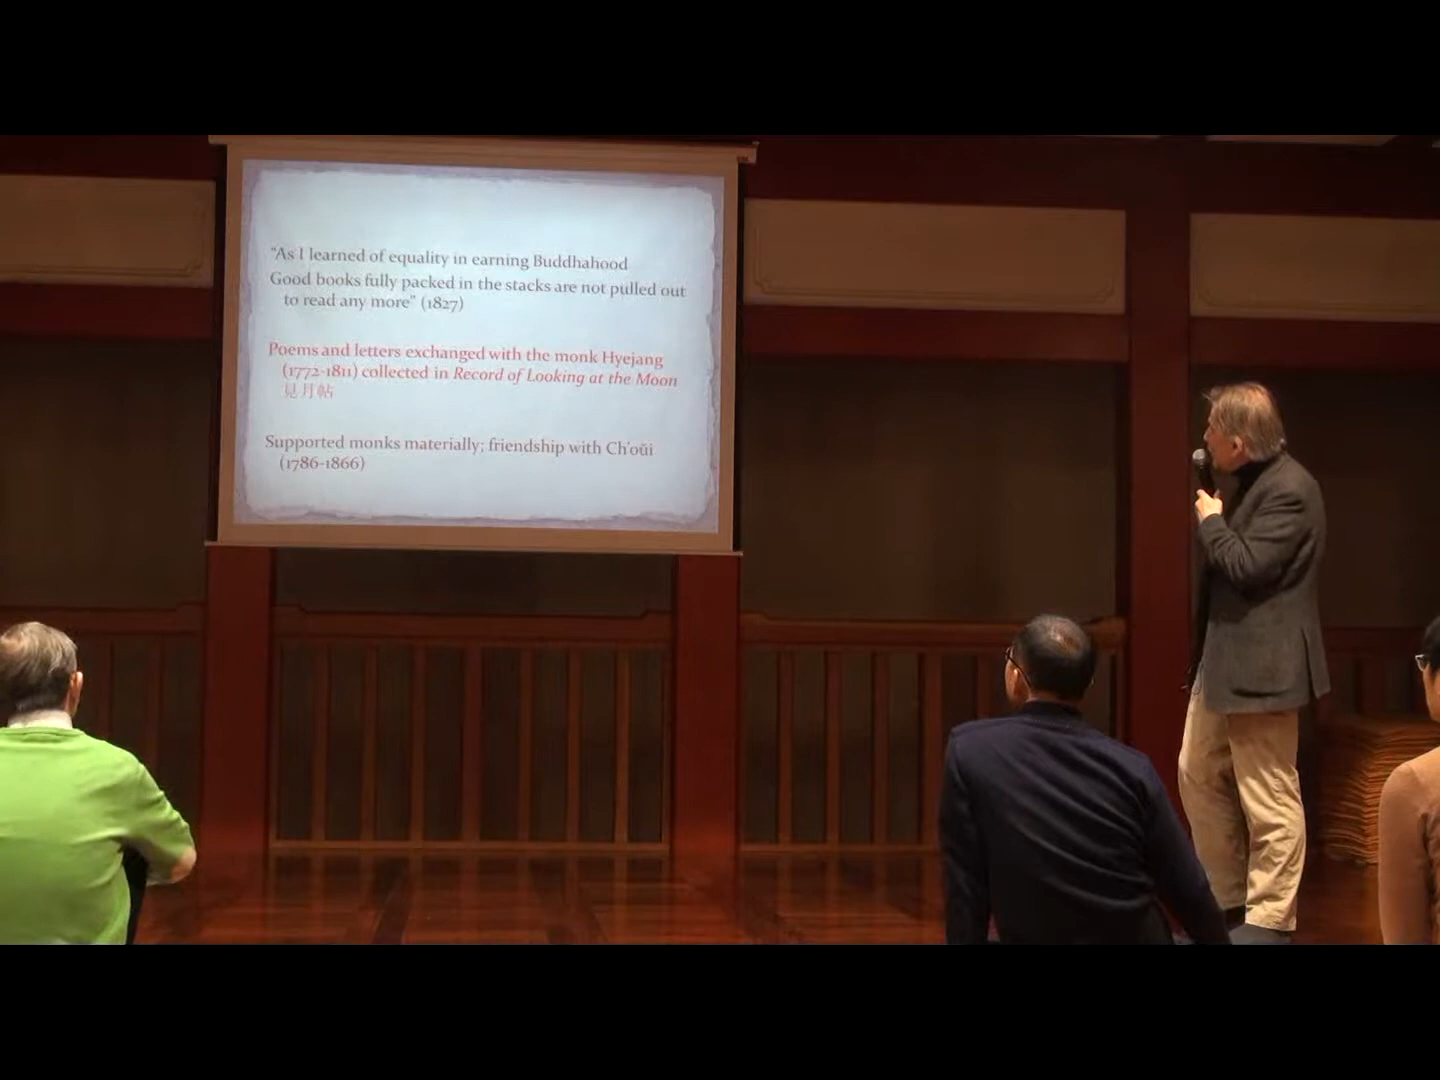 “As I learned of equality in earning Buddhahood
Good books fully packed in the stacks are not pulled out
to read any more” (1827)
Poems and letters exchanged with the monk Hyejang
(1772-1811) collected in Record of Looking at the Moon
見月帖
Supported monks materially; friendship with Ch’oŭi
(1786-1866)